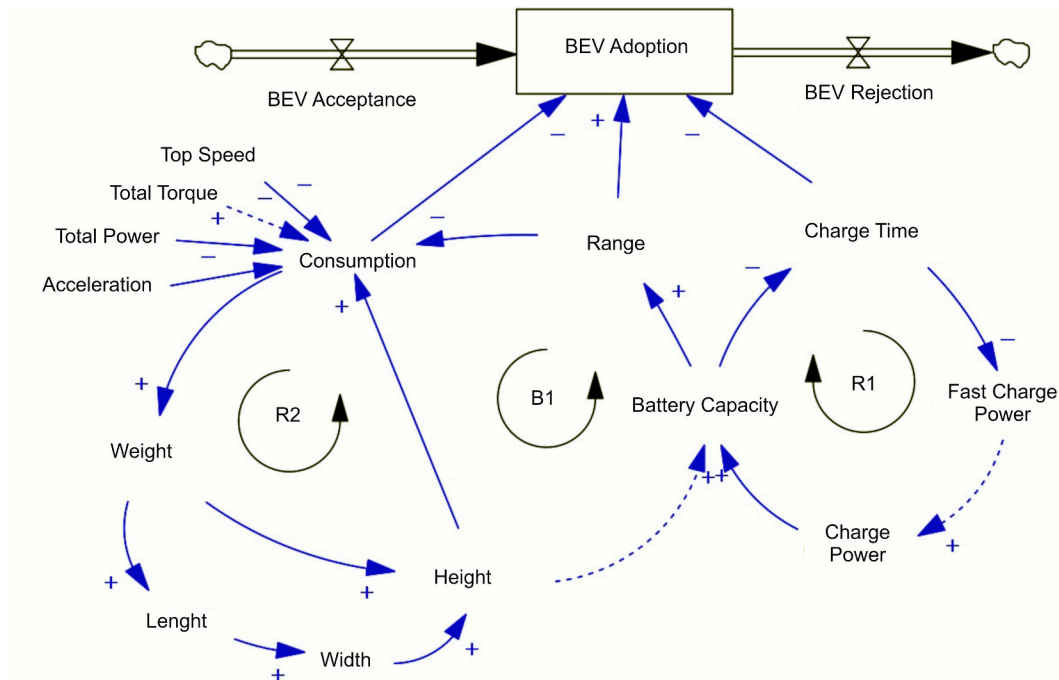 BEV Adoption
BEV Acceptance
BEV Rejection
+
–
–
Top Speed
–
Total Torque
–
+
–
Total Power
–
Consumption
Range
Charge Time
Acceleration
+
+
–
–
+
R2
B1
Battery Capacity
R1
Fast Charge
Power
Weight
++
Charge
Power
+
+
Height
+
Lenght
+
Width
+